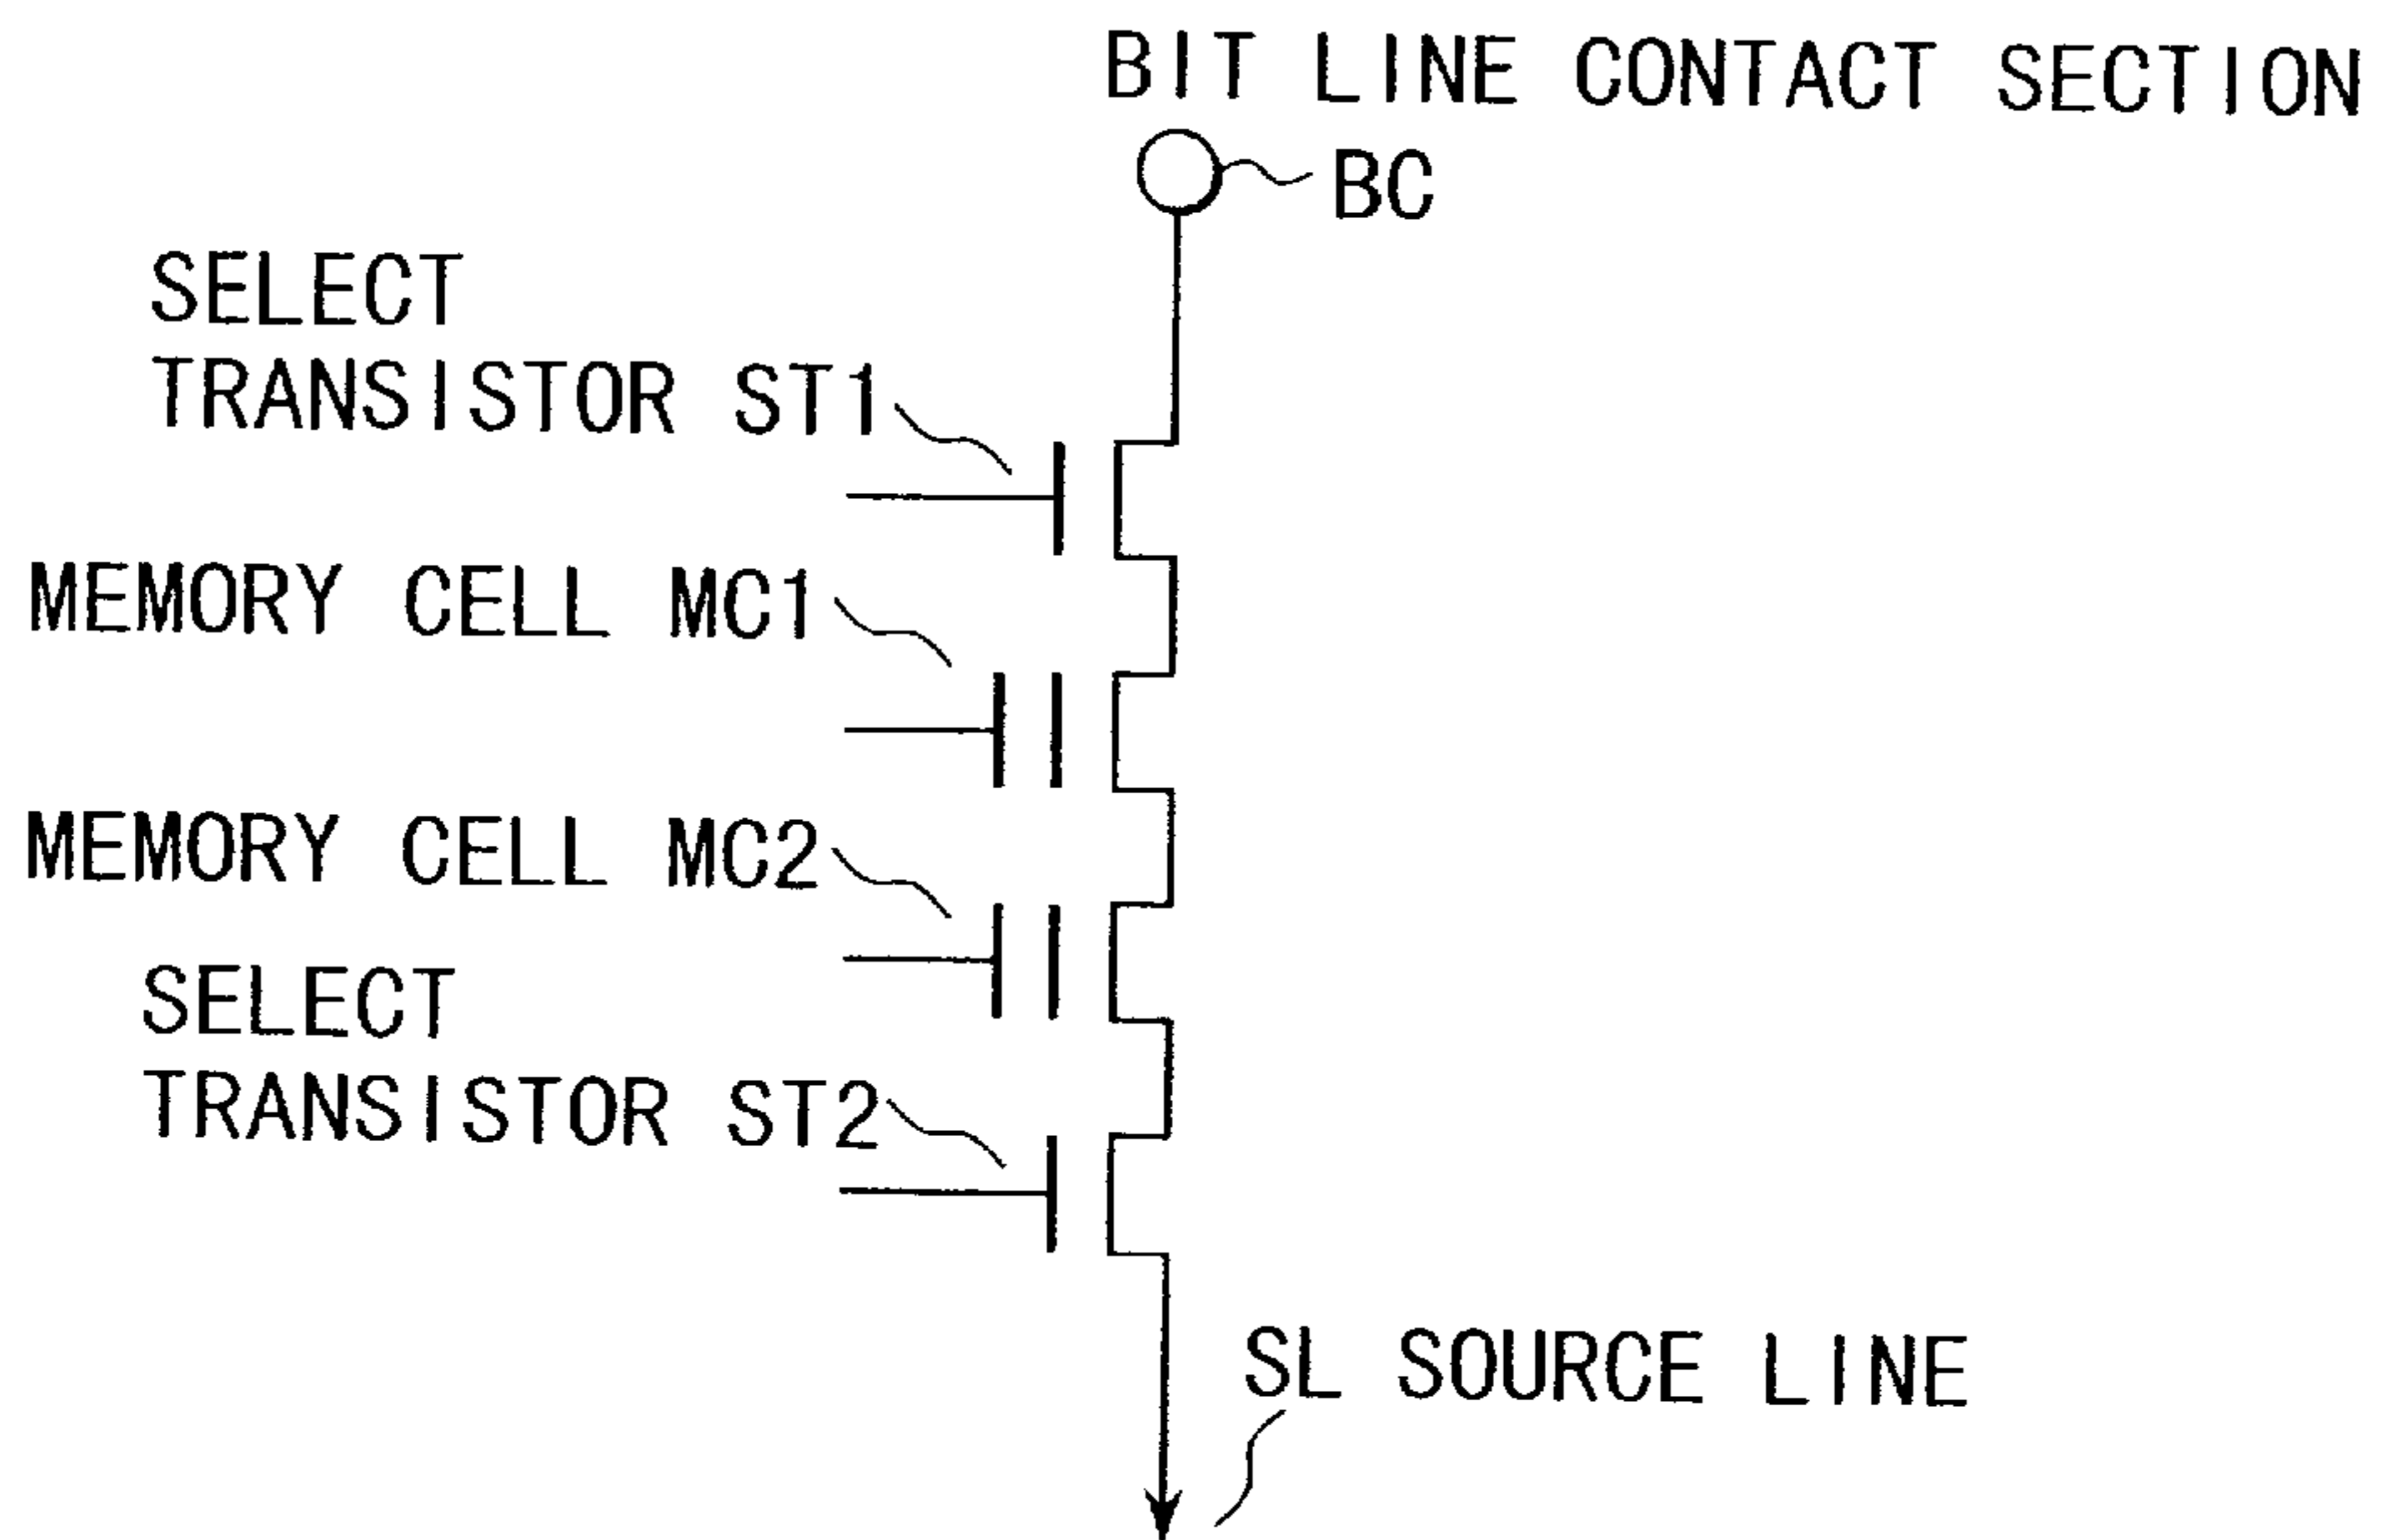 BIT LINE CONTACT SECTION
BC
SELECT
TRANSISTOR ST1
MEMORY CELL MC1
MEMORY CELL MC2
SELECT
TRANSISTOR ST2
SL SOURCE LINE